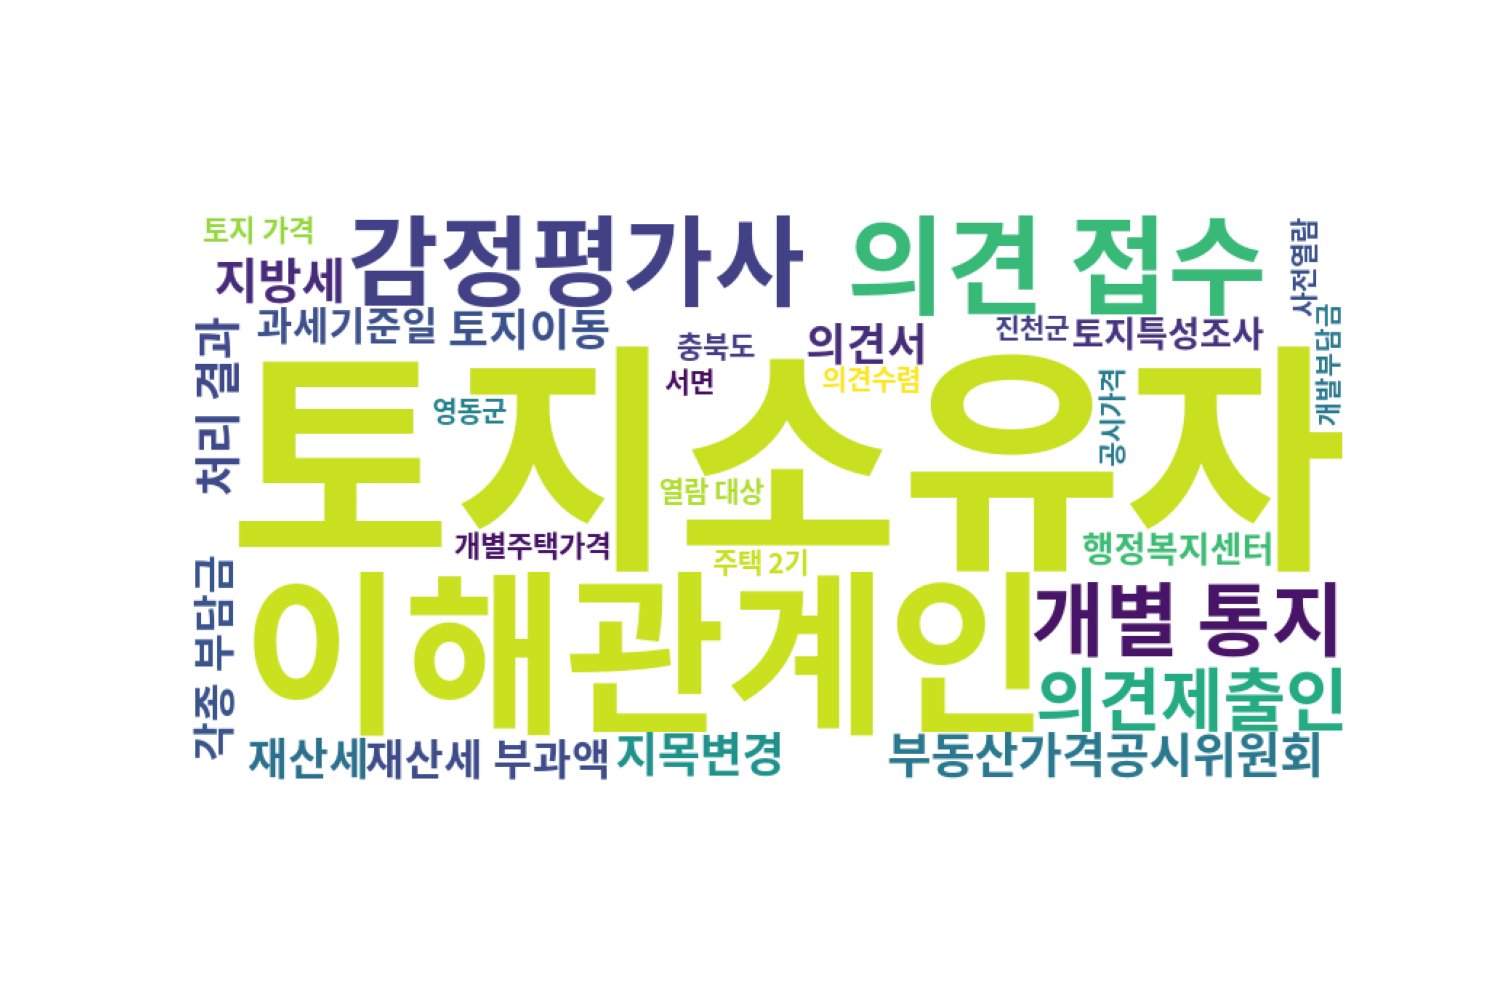 토지 가격
감정평가사
의견 접수
사전열람
지방세
과세기준일
토지이동
충북도
의견서
진천군
토지특성조사
개발부담금
처리 결과
서면
의견수렴
공시가격
영동군
토지소유자
열람 대상
개별주택가격
주택 2기
행정복지센터
각종 부담금
이해관계인
개별 통지
의견제출인
재산세
재산세 부과액
지목변경
부동산가격공시위원회